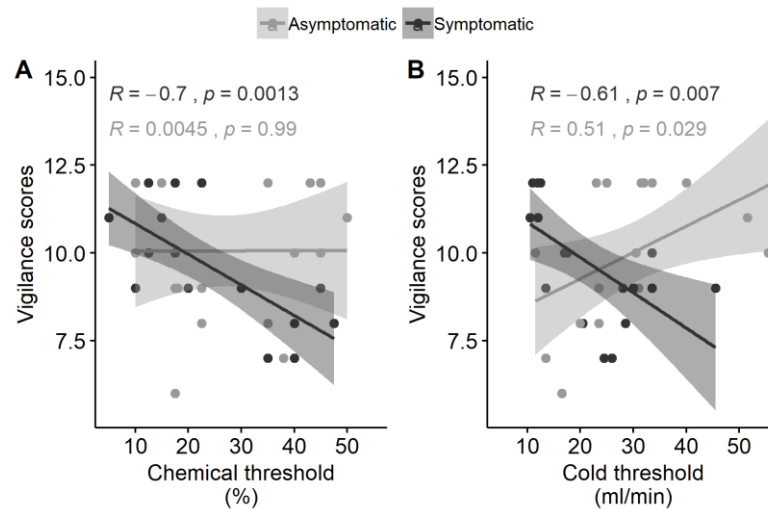 Asymptomatic Symptomatic
A
R = −0.7 , p = 0.0013
R = 0.0045 , p = 0.99
15.0
12.5
10.0
7.5
Vigilance scores
10 20 30 40 50
Chemical threshold
(%)
B
R = −0.61 , p = 0.007
R = 0.51 , p = 0.029
15.0
12.5
10.0
7.5
Vigilance scores
10 20 30 40 50
Cold threshold
(ml/min)